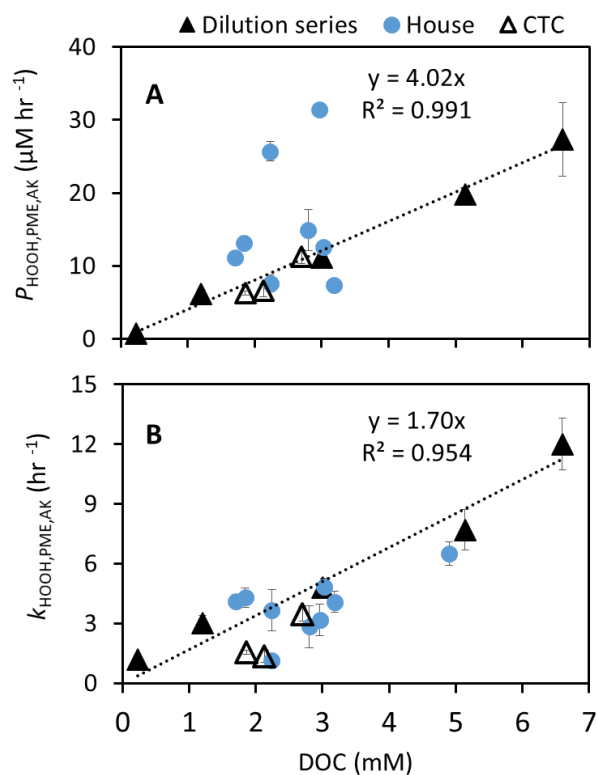 ▲ Dilution series ● House △ CTC
A
y = 4.02x
R² = 0.991
P HOOH,PME,AK (µM hr ⁻¹)
40
30
20
10
0
B
y = 1.70x
R² = 0.954
k HOOH,PME,AK (hr ⁻¹)
15
12
9
6
3
0
0 1 2 3 4 5 6 7
DOC (mM)